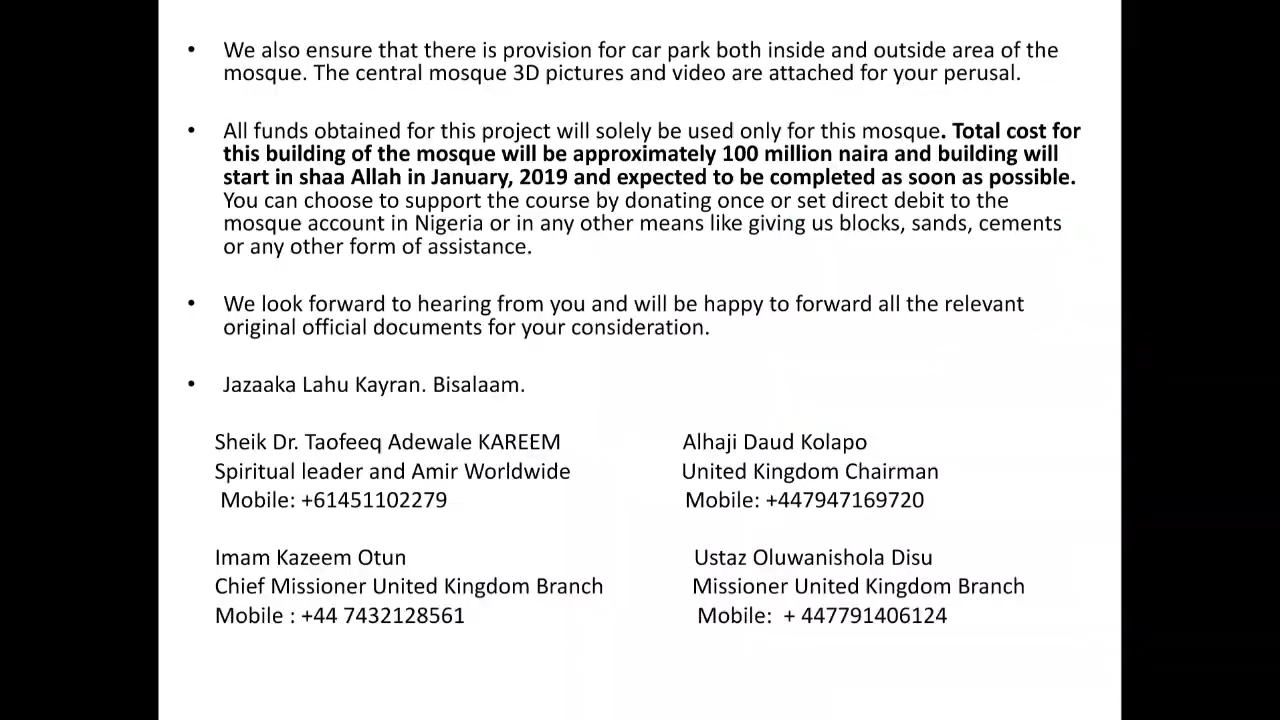 • We also ensure that there is provision for car park both inside and outside area of the
mosque. The central mosque 3D pictures and video are attached for your perusal.
• All funds obtained for this project will solely be used only for this mosque. Total cost for
this building of the mosque will be approximately 100 million naira and building will
start in shaa Allah in January, 2019 and expected to be completed as soon as possible.
You can choose to support the course by donating once or set direct debit to the
mosque account in Nigeria or in any other means like giving us blocks, sands, cements
or any other form of assistance.
• We look forward to hearing from you and will be happy to forward all the relevant
original official documents for your consideration.
• Jazaaka Lahu Kayran. Bisalaam.
Sheik Dr. Taofeeq Adewale KAREEM
Spiritual leader and Amir Worldwide
Mobile: +61451102279
Alhaji Daud Kolapo
United Kingdom Chairman
Mobile: +447947169720
Imam Kazeem Otun
Chief Missioner United Kingdom Branch
Mobile : +44 7432128561
Ustaz Oluwanishola Disu
Missioner United Kingdom Branch
Mobile: + 447791406124